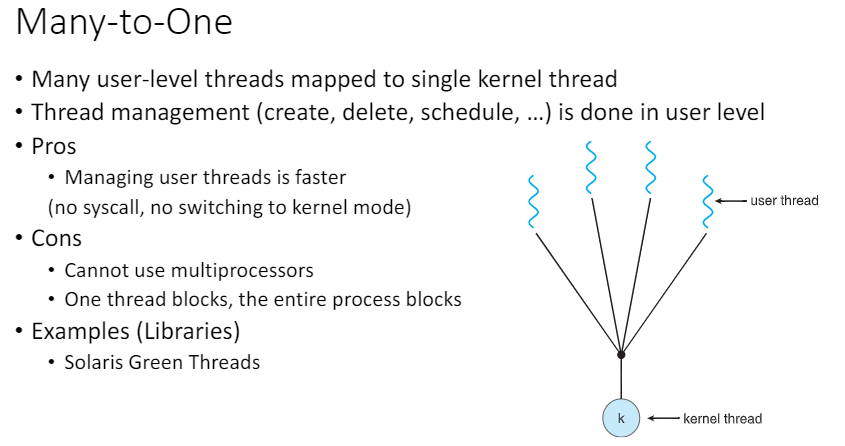 Many-to-One
• Many user-level threads mapped to single kernel thread
• Thread management (create, delete, schedule, ...) is done in user level
• Pros
• Managing user threads is faster
(no syscall, no switching to kernel mode)
• Cons
• Cannot use multiprocessors
• One thread blocks, the entire process blocks
• Examples (Libraries)
• Solaris Green Threads
user thread
k
kernel thread